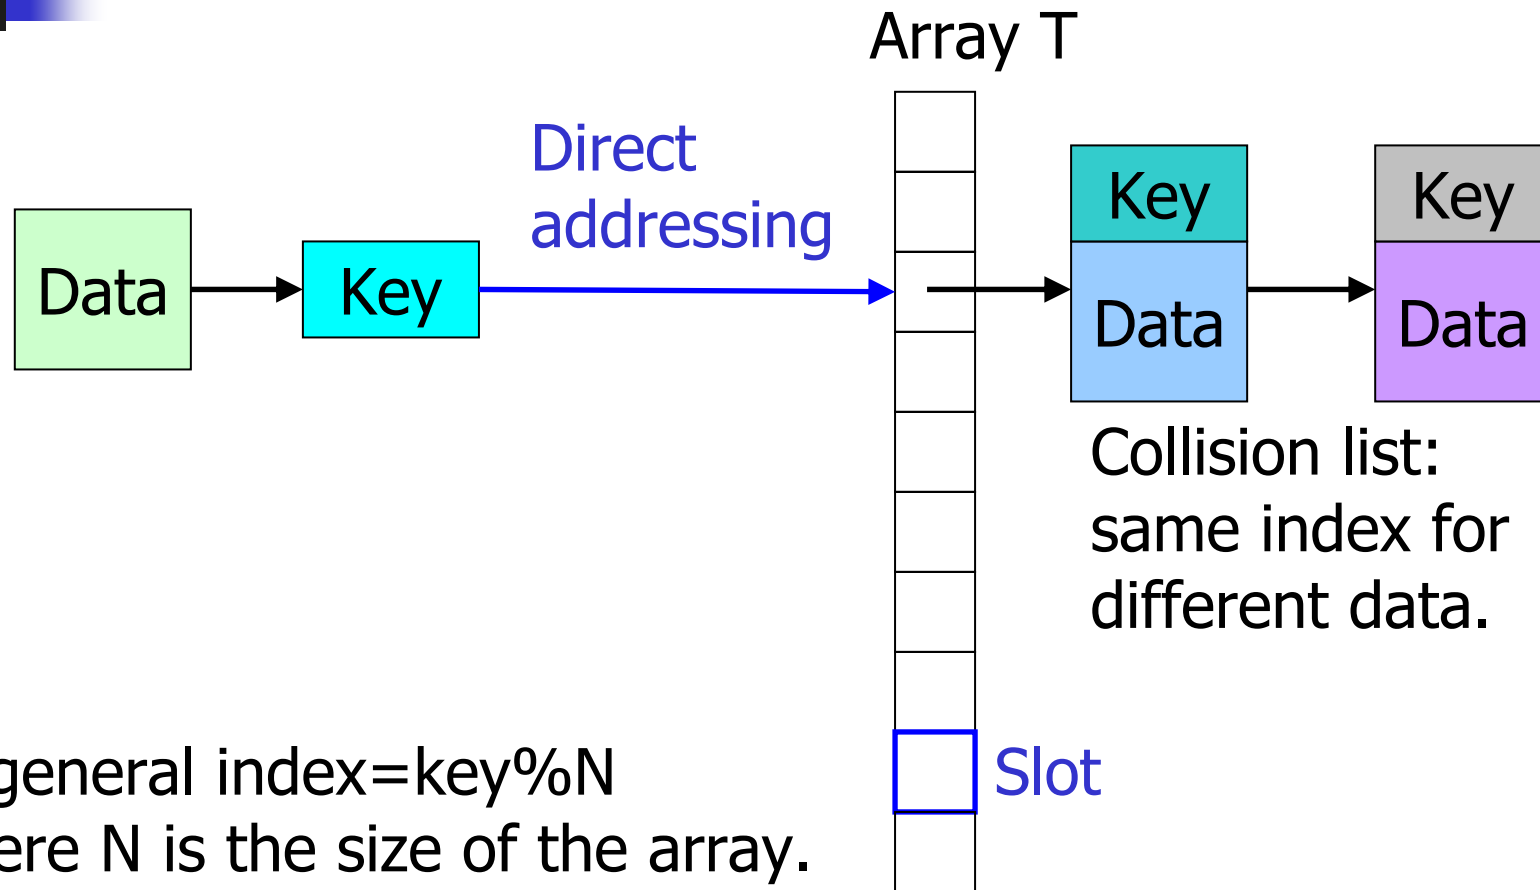 Array T
Direct
addressing
Data
Key
Key
Data
Key
Data
Collision list:
same index for
different data.
general index=key%N
ere N is the size of the array.
Slot